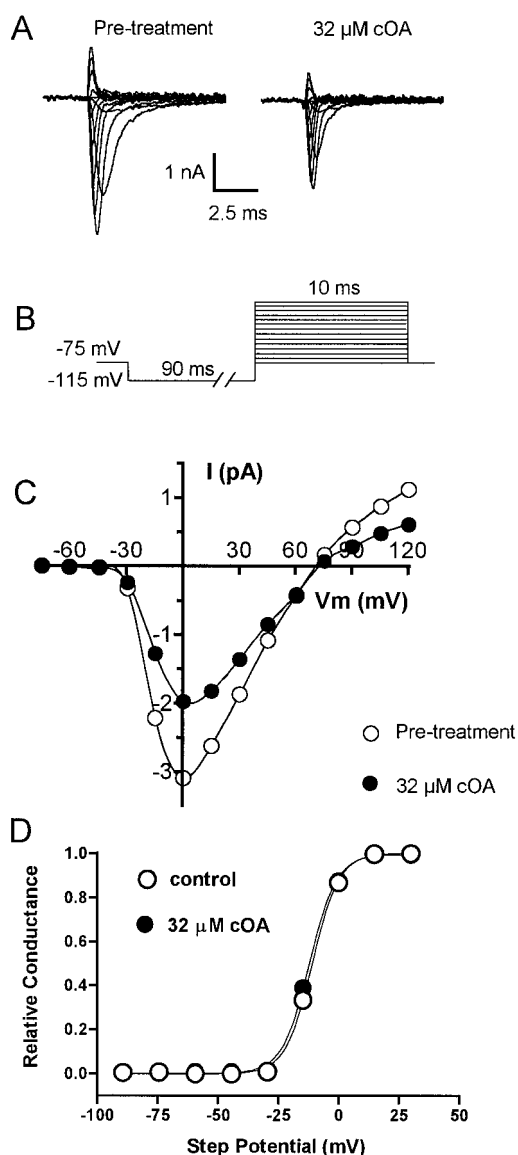 A
Pre-treatment
32 µM cOA
1 nA
2.5 ms
B
10 ms
-75 mV
90 ms
-115 mV
C
I (pA)
1
-60 -30 30 60 90 120
Vm (mV)
-1
-2
-3
Pre-treatment
32 µM cOA
D
1.0
control
0.8
32 µM cOA
0.6
0.4
0.2
0.0
Relative Conductance
-100 -75 -50 -25 0 25 50
Step Potential (mV)